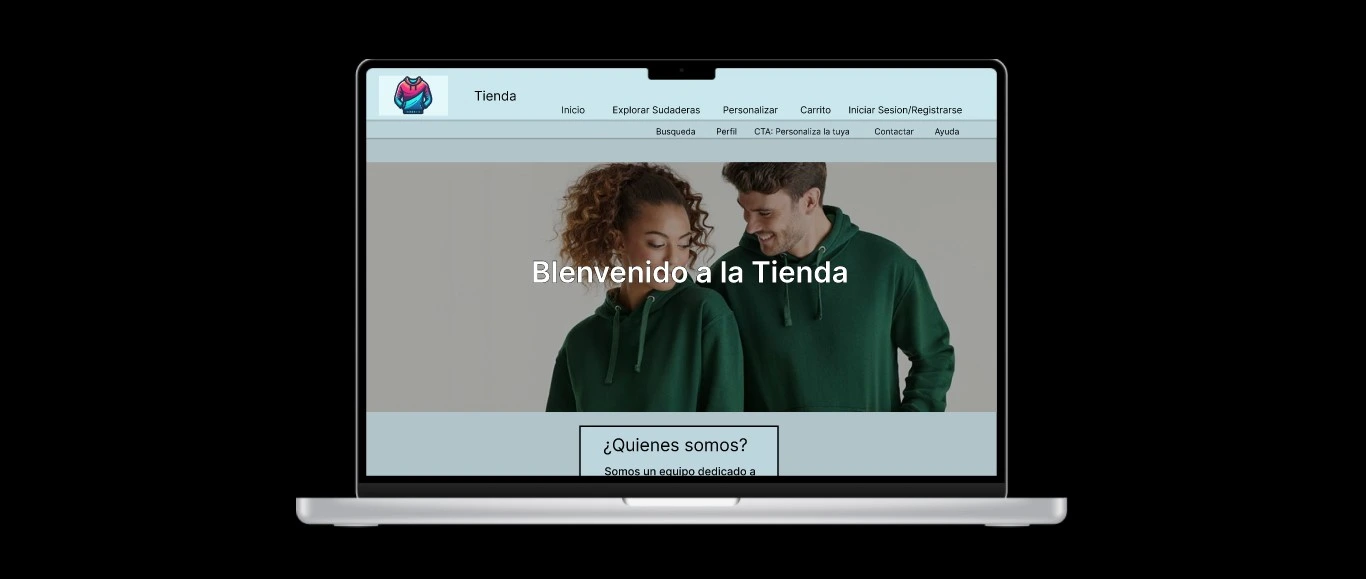 Tienda
Inicio Explorar Sudaderas Personalizar Carrito Iniciar Sesion/Registrarse
Busqueda Perfil CTA: Personaliza la tuya Contactar Ayuda
BIenvenido a la Tienda
¿Quienes somos?
Somos un equipo dedicado a